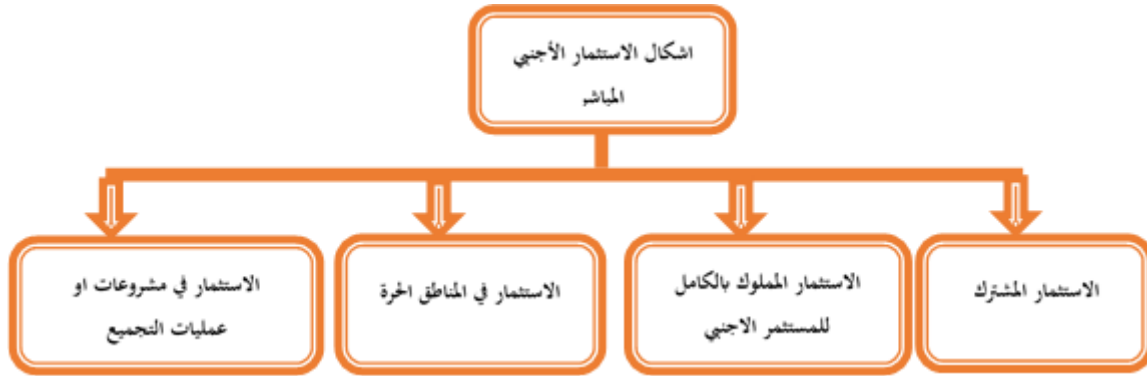 اشكال الاستثمار الأجنبي
المباشر
الاستثمار المشترك
الاستثمار المملوك بالكامل
للمستثمر الاجنبي
الاستثمار في المناطق الحرة
الاستثمار في مشروعات او
عمليات التجميع